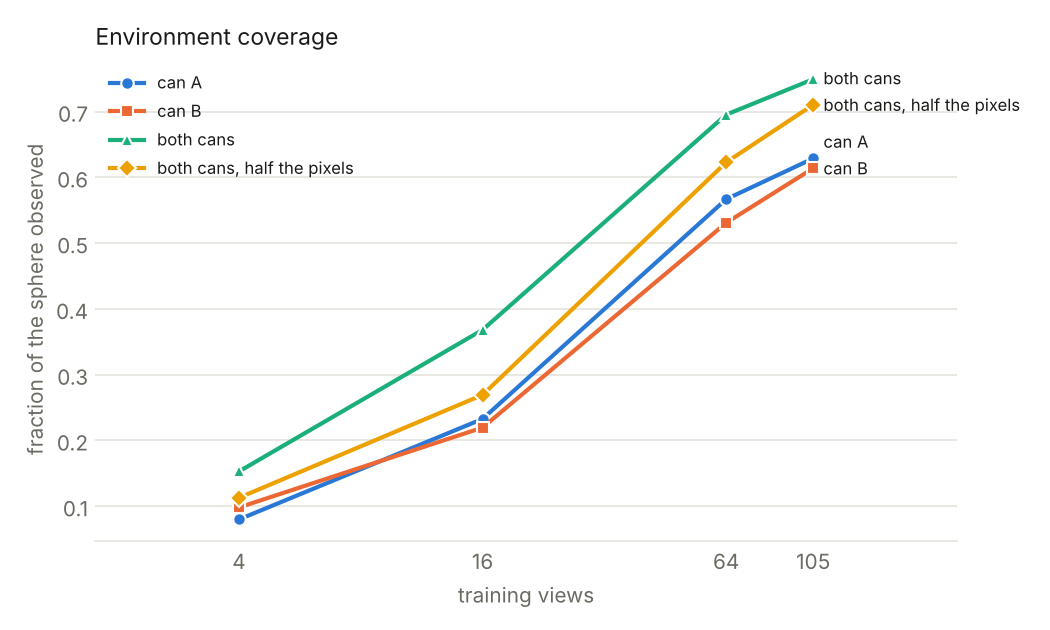 Environment coverage
can A
can B
both cans
both cans, half the pixels
both cans
both cans, half the pixels
can A
can B
0.7
0.6
0.5
0.4
0.3
0.2
0.1
fraction of the sphere observed
4 16 64 105
training views